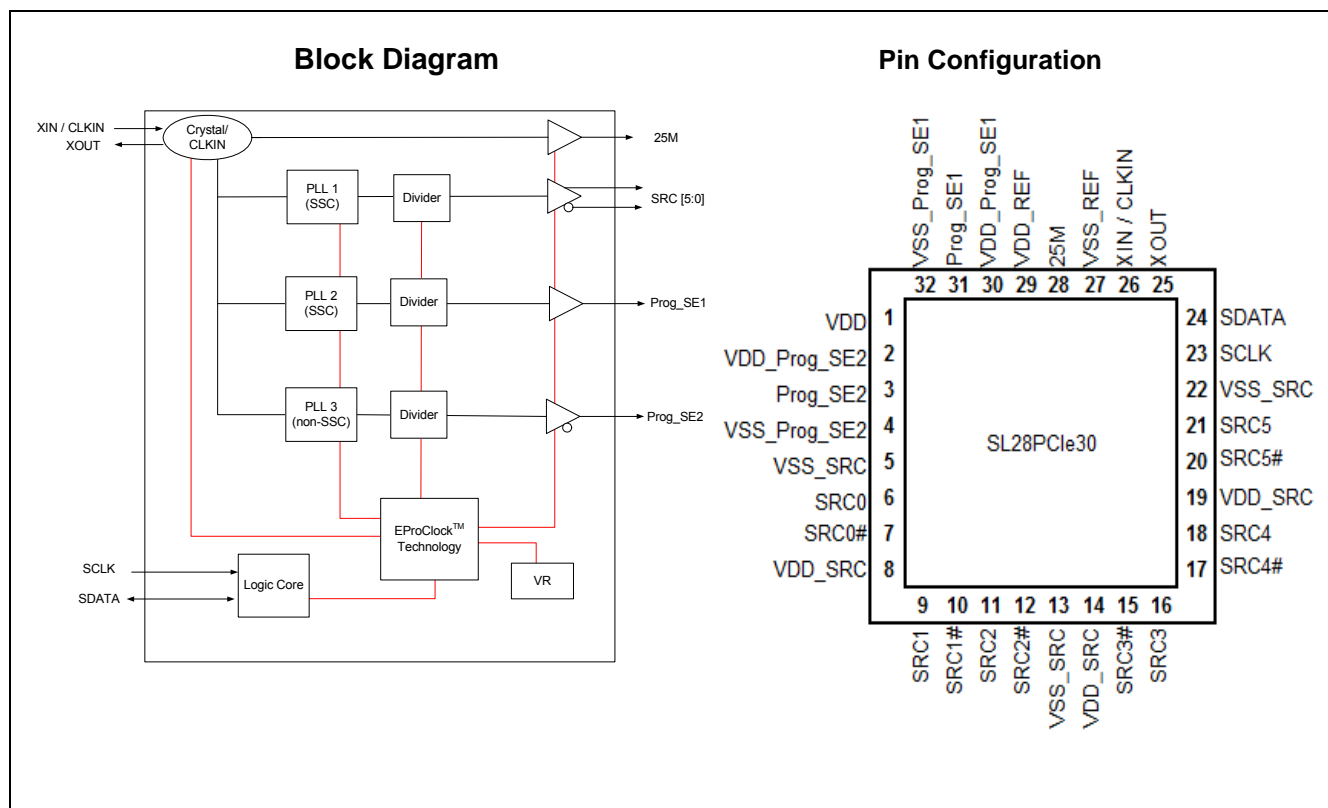 Block Diagram
Pin Configuration
XIN / CLKIN
XOUT
Crystal/
CLKIN
25M
PLL 1
(SSC)
Divider
SRC [5:0]
PLL 2
(SSC)
Divider
Prog_SE1
PLL 3
(non-SSC)
Divider
Prog_SE2
EProClock™
Technology
VR
SCLK
SDATA
Logic Core
VSS_Prog_SE1
Prog_SE1
VDD_Prog_SE1
VDD_REF
25M
VSS_REF
XIN / CLKIN
XOUT
32 31 30 29 28 27 26 25
VDD 1
VDD_Prog_SE2 2
Prog_SE2 3
VSS_Prog_SE2 4
VSS_SRC 5
SRC0 6
SRC0# 7
VDD_SRC 8
SL28PCIe30
24 SDATA
23 SCLK
22 VSS_SRC
21 SRC5
20 SRC5#
19 VDD_SRC
18 SRC4
17 SRC4#
9 10 11 12 13 14 15 16
SRC1
SRC1#
SRC2
SRC2#
VSS_SRC
VDD_SRC
SRC3#
SRC3